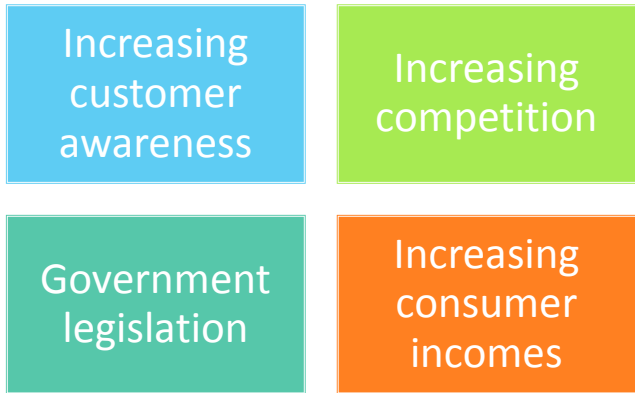 Increasing
customer
awareness
Increasing
competition
Government
legislation
Increasing
consumer
incomes